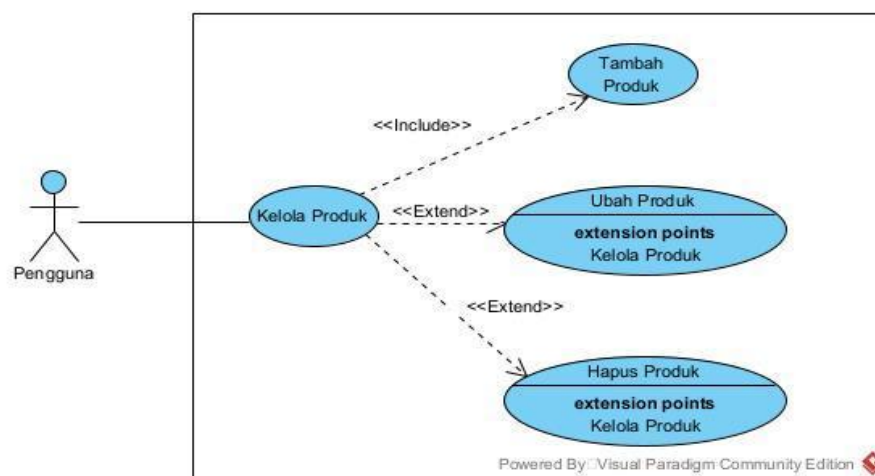 Tambah
Produk
<<Include>>
Kelola Produk
<<Extend>>
Ubah Produk
extension points
Kelola Produk
Pengguna
<<Extend>>
Hapus Produk
extension points
Kelola Produk
Powered By Visual Paradigm Community Edition